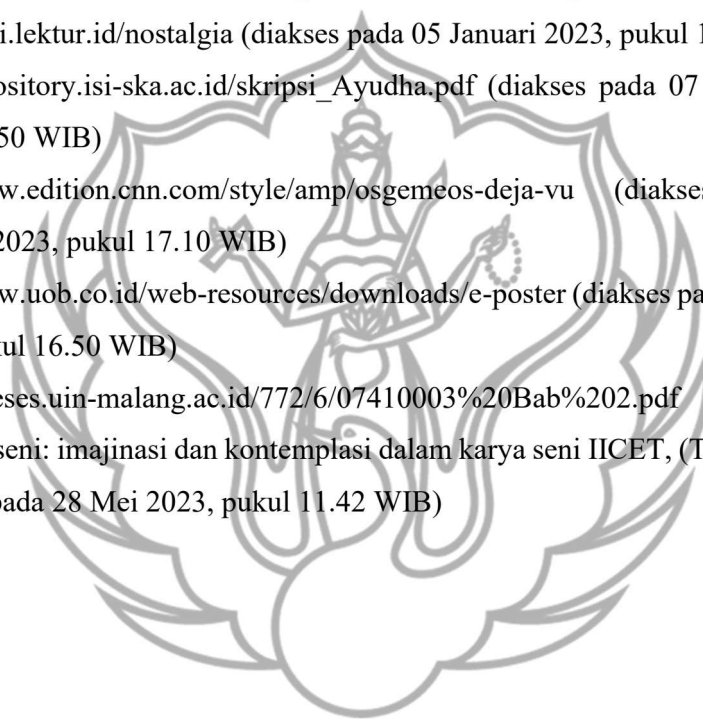 i.lektur.id/nostalgia (diakses pada 05 Januari 2023, pukul 1
ository.isi-ska.ac.id/skripsi_Ayudha.pdf (diakses pada 07
50 WIB)
w.edition.cnn.com/style/amp/osgemeos-deja-vu (diakses
2023, pukul 17.10 WIB)
w.uob.co.id/web-resources/downloads/e-poster (diakses pa
ul 16.50 WIB)
eses.uin-malang.ac.id/772/6/07410003%20Bab%202.pdf
seni: imajinasi dan kontemplasi dalam karya seni IICET, (T
pada 28 Mei 2023, pukul 11.42 WIB)